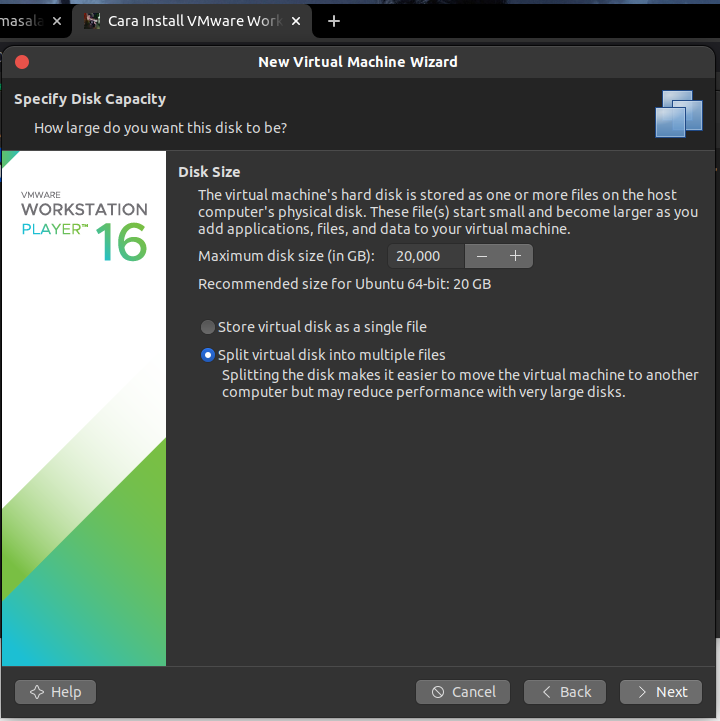 masala
Cara Install VMware Work
New Virtual Machine Wizard
Specify Disk Capacity
How large do you want this disk to be?
VMWARE
WORKSTATION
PLAYER™ 16
Disk Size
The virtual machine's hard disk is stored as one or more files on the host
computer's physical disk. These file(s) start small and become larger as you
add applications, files, and data to your virtual machine.
Maximum disk size (in GB): 20,000
Recommended size for Ubuntu 64-bit: 20 GB
Store virtual disk as a single file
Split virtual disk into multiple files
Splitting the disk makes it easier to move the virtual machine to another
computer but may reduce performance with very large disks.
Help
Cancel
Back
Next